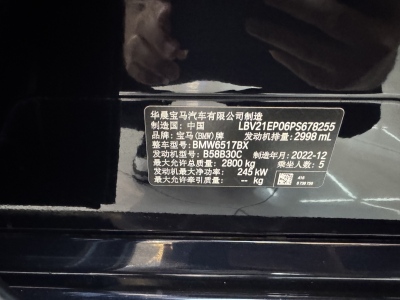 华晨宝马汽车有限公司制造
制造国：中国 LBV21EP06PS678255
品牌：宝马(BMW)牌 发动机排量：2998 mL
整车型号：BMW6517BX
发动机型号：B58B30C 制造年月：2022-12
最大允许总质量：2800 kg 乘坐人数：5
发动机最大净功率：245 kW
最大允许牵引质量：-- kg